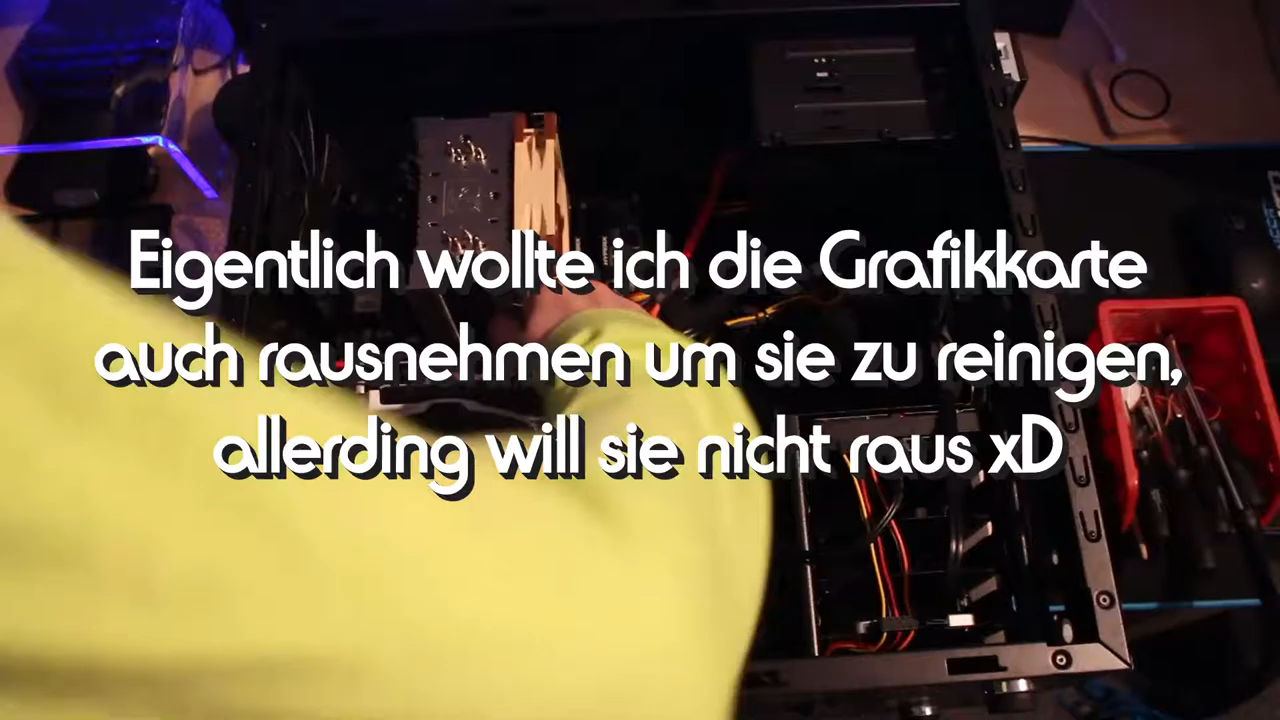 Eigentlich wollte ich die Grafikkarte
auch rausnehmen um sie zu reinigen,
allerding will sie nicht raus xD